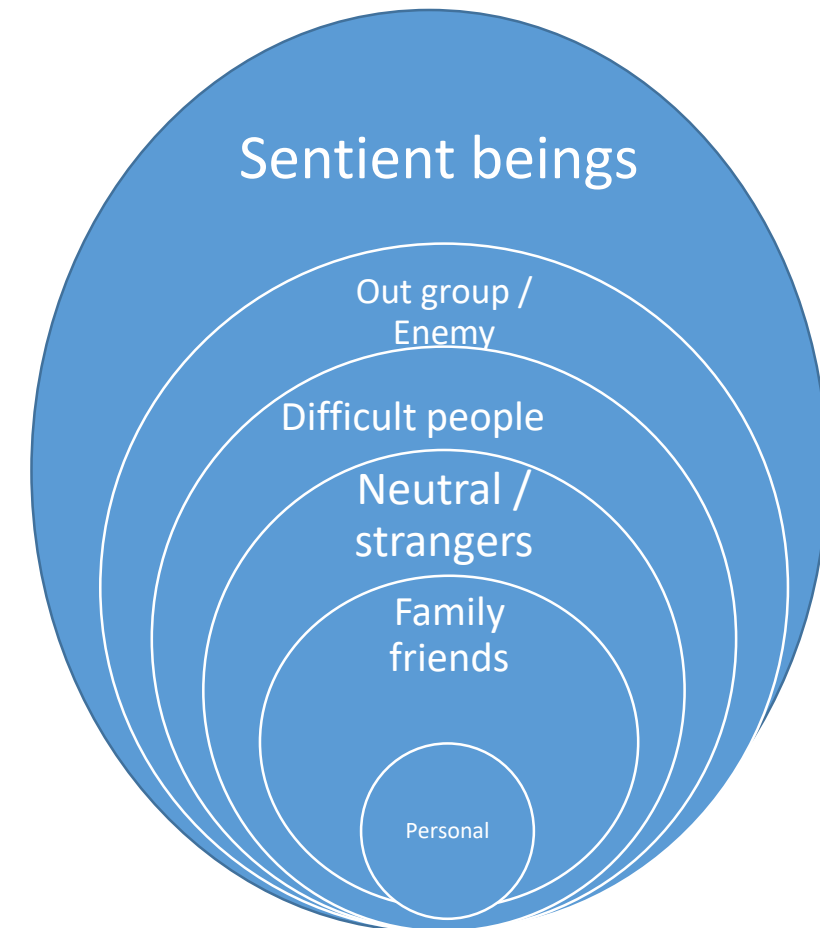 Sentient beings
Out group /
Enemy
Difficult people
Neutral /
strangers
Family
friends
Personal